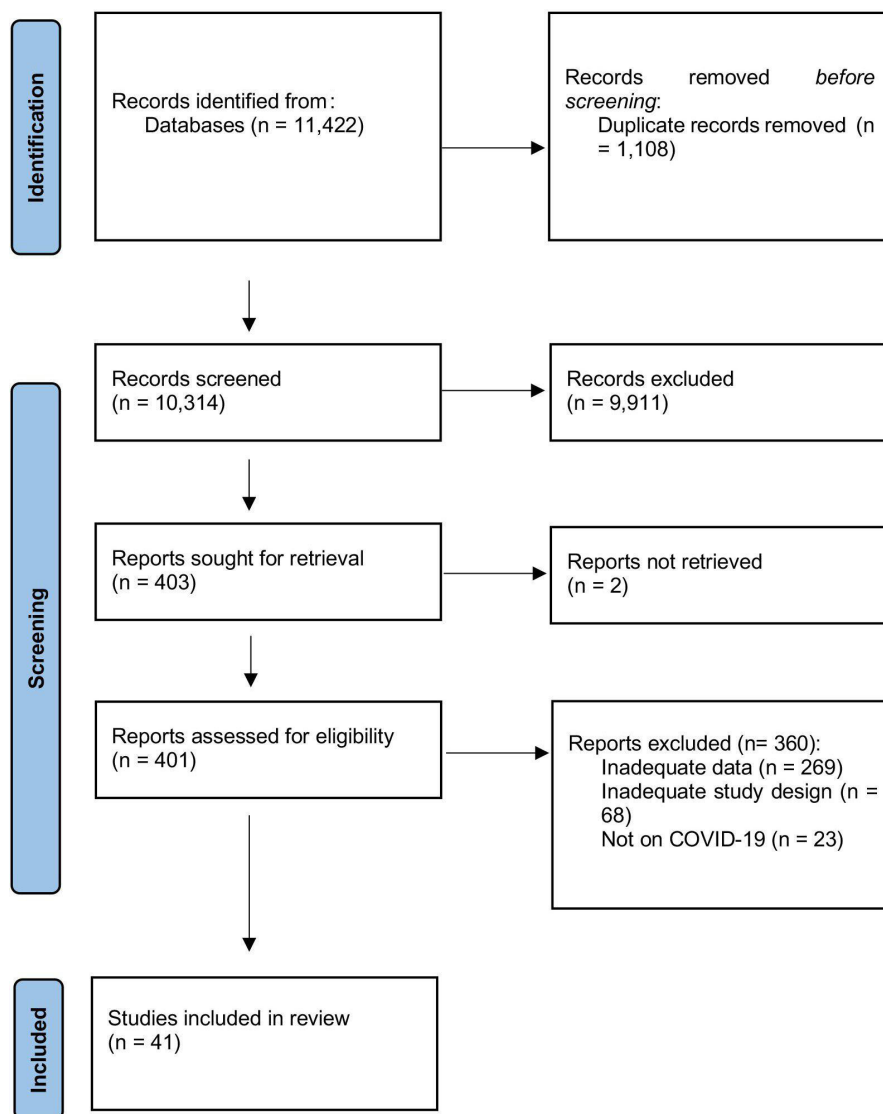 Identification
Records identified from:
Databases (n = 11,422)
Records removed before
screening:
Duplicate records removed (n
= 1,108)
Screening
Records screened
(n = 10,314)
Records excluded
(n = 9,911)
Reports sought for retrieval
(n = 403)
Reports not retrieved
(n = 2)
Reports assessed for eligibility
(n = 401)
Reports excluded (n= 360):
Inadequate data (n = 269)
Inadequate study design (n =
68)
Not on COVID-19 (n = 23)
Included
Studies included in review
(n = 41)